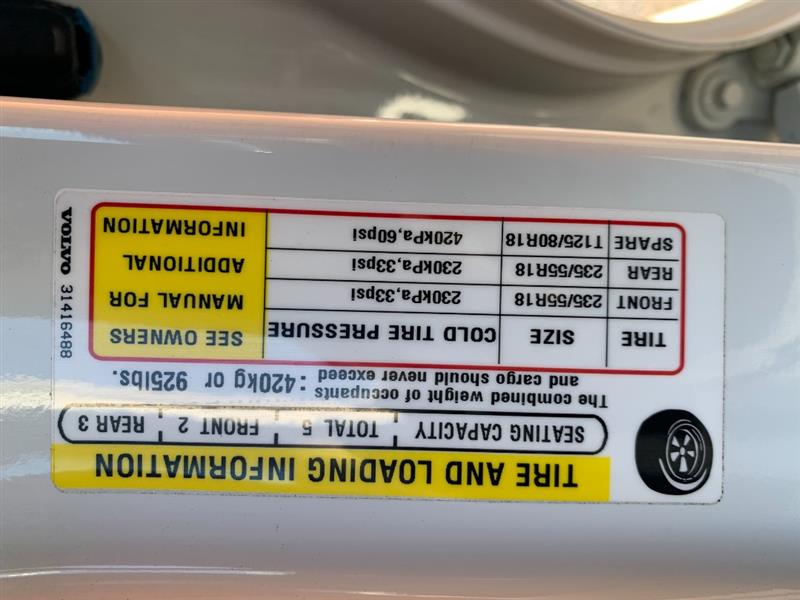 TIRE AND LOADING INFORMATION
SEATING CAPACITY TOTAL 5 FRONT 2 REAR 3
The combined weight of occupants
and cargo should never exceed : 420kg or 925lbs.
TIRE SIZE COLD TIRE PRESSURE SEE OWNERS
FRONT 235/55R18 230kPa,33psi MANUAL FOR
REAR 235/55R18 230kPa,33psi ADDITIONAL
SPARE T125/80R18 420kPa,60psi INFORMATION
VOLVO 31416488